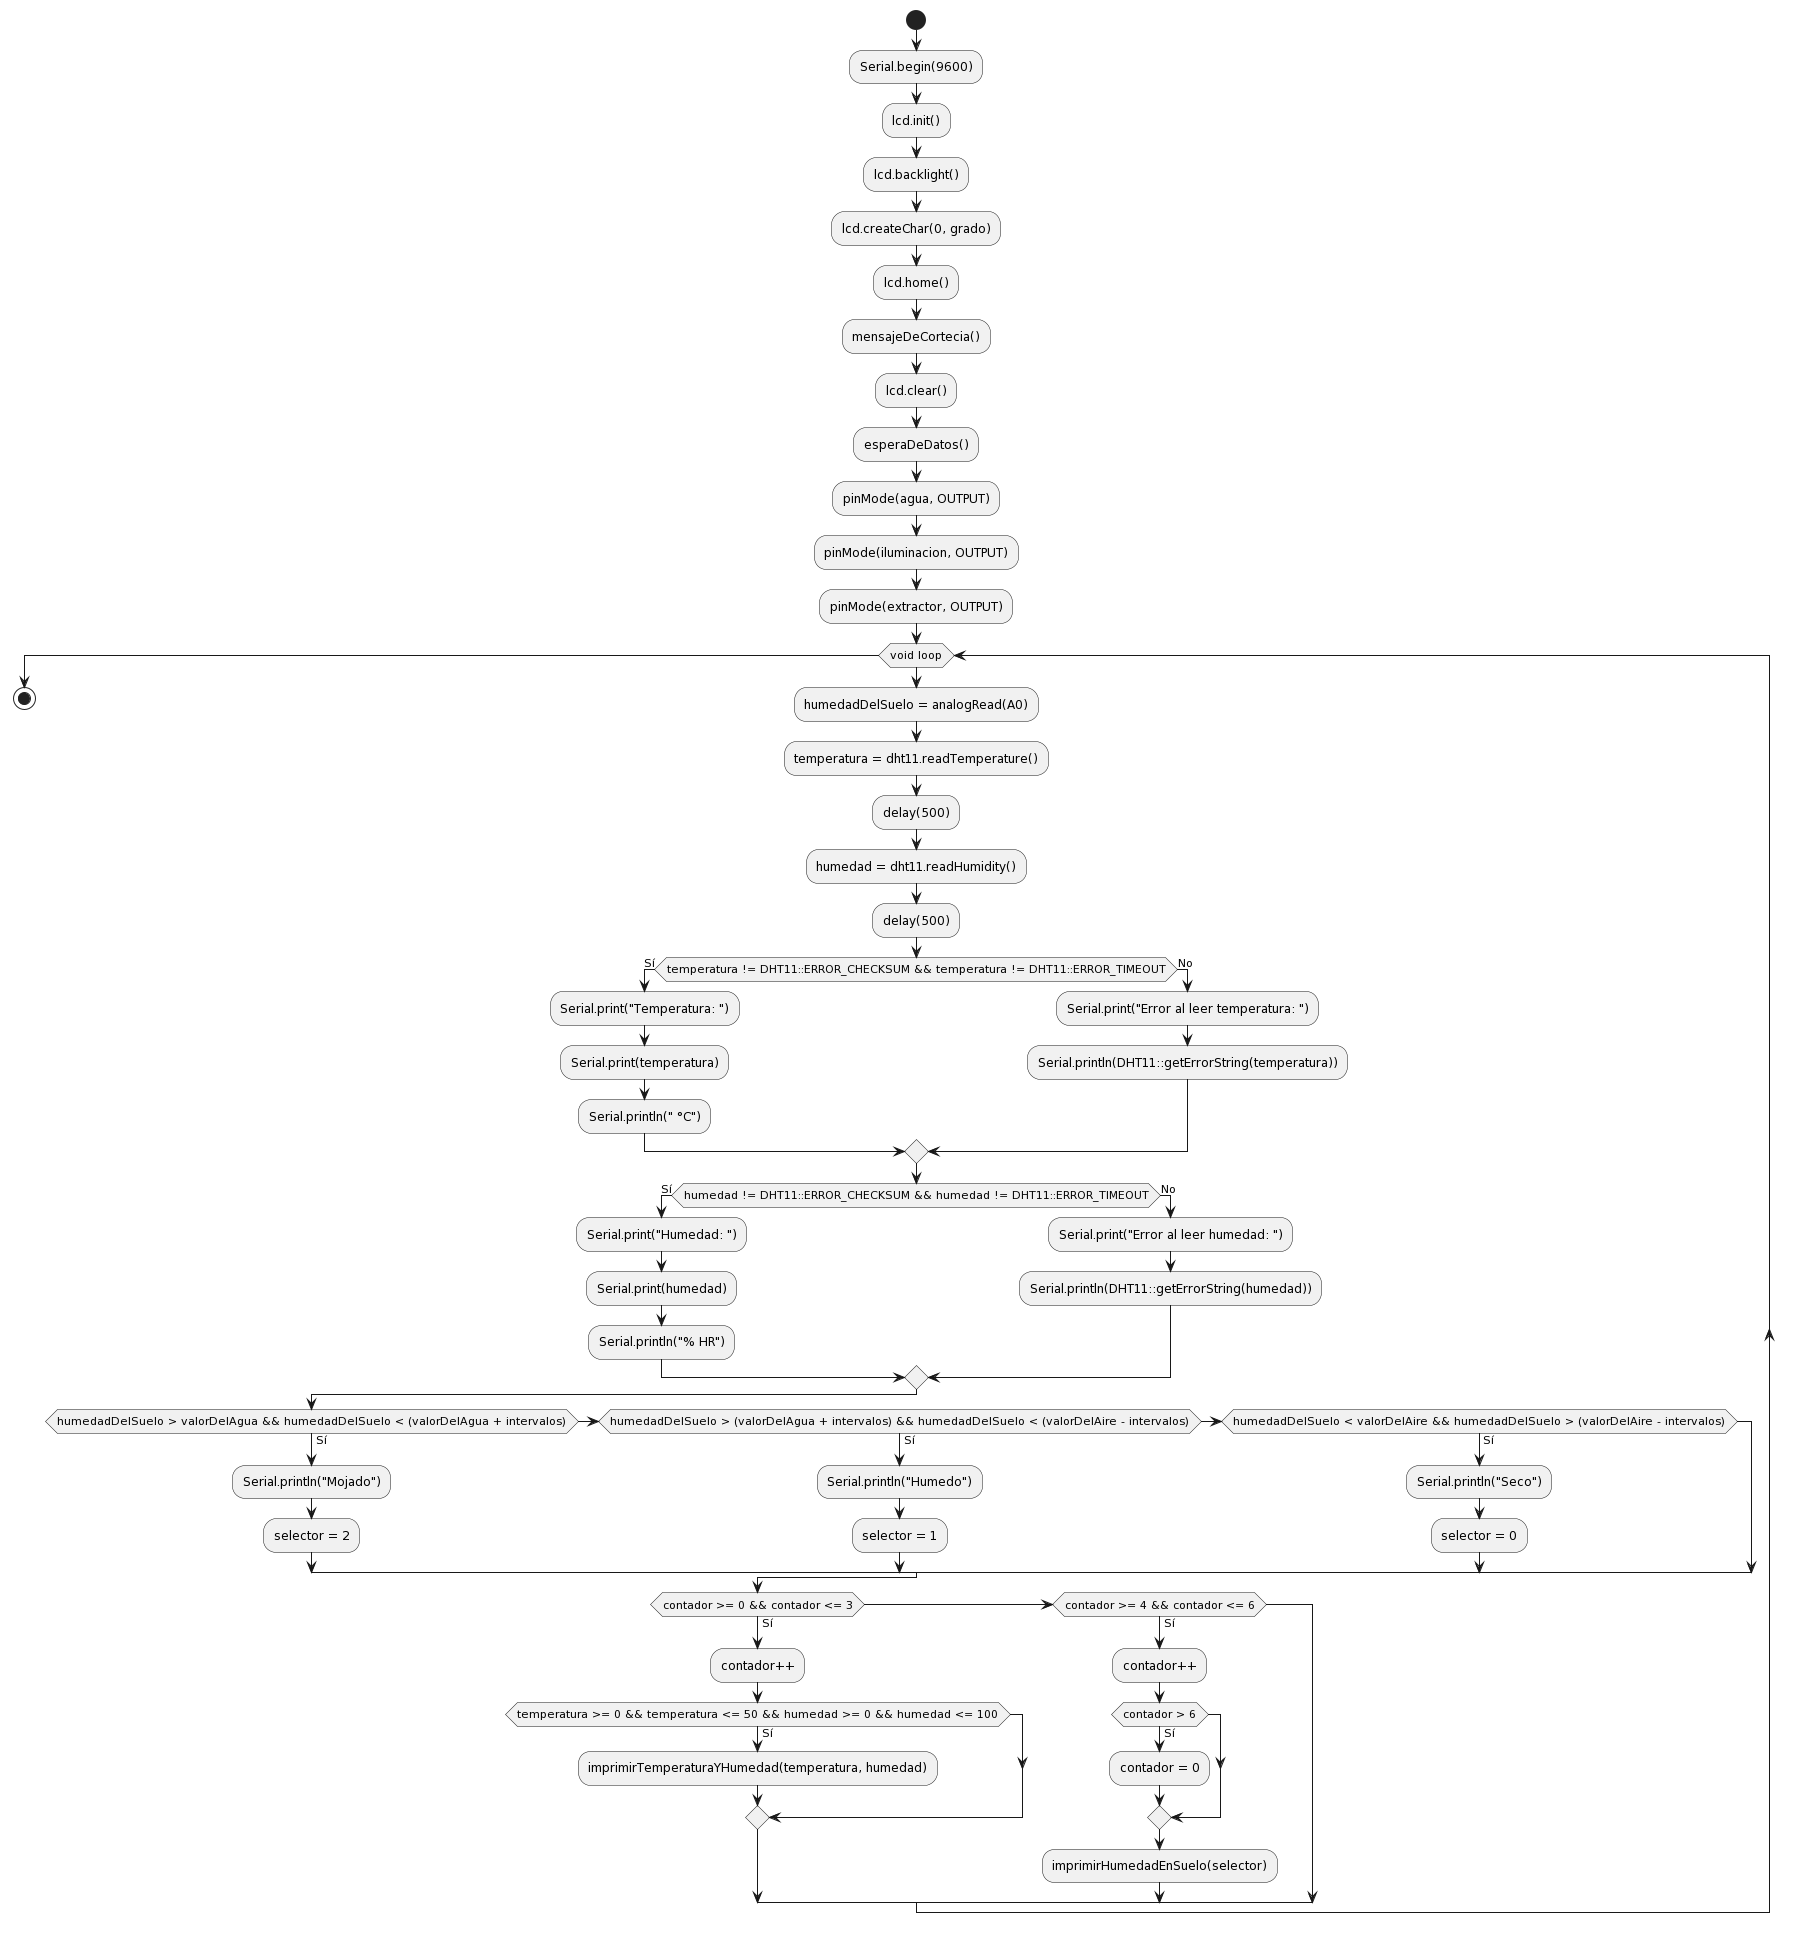 Serial.begin(9600)
lcd.init()
lcd.backlight()
lcd.createChar(0, grado)
lcd.home()
mensajeDeCortecia()
lcd.clear()
esperaDeDatos()
pinMode(agua, OUTPUT)
pinMode(iluminacion, OUTPUT)
pinMode(extractor, OUTPUT)
void loop
humedadDelSuelo = analogRead(A0)
temperatura = dht11.readTemperature()
delay(500)
humedad = dht11.readHumidity()
delay(500)
Sí
temperatura != DHT11::ERROR_CHECKSUM && temperatura != DHT11::ERROR_TIMEOUT
No
Serial.print("Temperatura: ")
Serial.print(temperatura)
Serial.println(" °C")
Serial.print("Error al leer temperatura: ")
Serial.println(DHT11::getErrorString(temperatura))
Sí
humedad != DHT11::ERROR_CHECKSUM && humedad != DHT11::ERROR_TIMEOUT
No
Serial.print("Humedad: ")
Serial.print(humedad)
Serial.println("% HR")
Serial.print("Error al leer humedad: ")
Serial.println(DHT11::getErrorString(humedad))
humedadDelSuelo > valorDelAgua && humedadDelSuelo < (valorDelAgua + intervalos)
Sí
Serial.println("Mojado")
selector = 2
humedadDelSuelo > (valorDelAgua + intervalos) && humedadDelSuelo < (valorDelAire - intervalos)
Sí
Serial.println("Humedo")
selector = 1
humedadDelSuelo < valorDelAire && humedadDelSuelo > (valorDelAire - intervalos)
Sí
Serial.println("Seco")
selector = 0
contador >= 0 && contador <= 3
Sí
contador++
temperatura >= 0 && temperatura <= 50 && humedad >= 0 && humedad <= 100
Sí
imprimirTemperaturaYHumedad(temperatura, humedad)
contador >= 4 && contador <= 6
Sí
contador++
contador > 6
Sí
contador = 0
imprimirHumedadEnSuelo(selector)